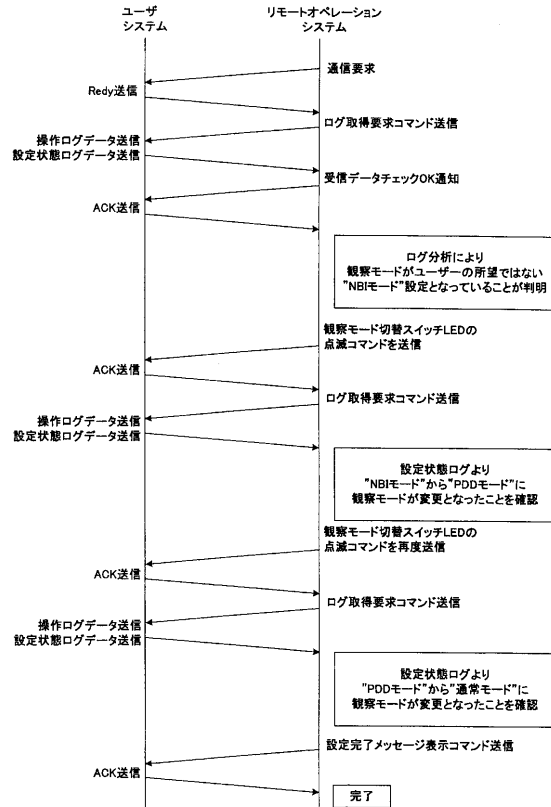 ユーザ
システム
リモートオペレーション
システム
通信要求
Redy送信
ログ取得要求コマンド送信
操作ログデータ送信
設定状態ログデータ送信
受信データチェックOK通知
ACK送信
ログ分析により
観察モードがユーザーの所望ではない
"NBIモード"設定となっていることが判明
観察モード切替スイッチLEDの
点滅コマンドを送信
ACK送信
ログ取得要求コマンド送信
操作ログデータ送信
設定状態ログデータ送信
設定状態ログより
"NBIモード"から"PDDモード"に
観察モードが変更となったことを確認
観察モード切替スイッチLEDの
点滅コマンドを再度送信
ACK送信
ログ取得要求コマンド送信
操作ログデータ送信
設定状態ログデータ送信
設定状態ログより
"PDDモード"から"通常モード"に
観察モードが変更となったことを確認
設定完了メッセージ表示コマンド送信
ACK送信
完了